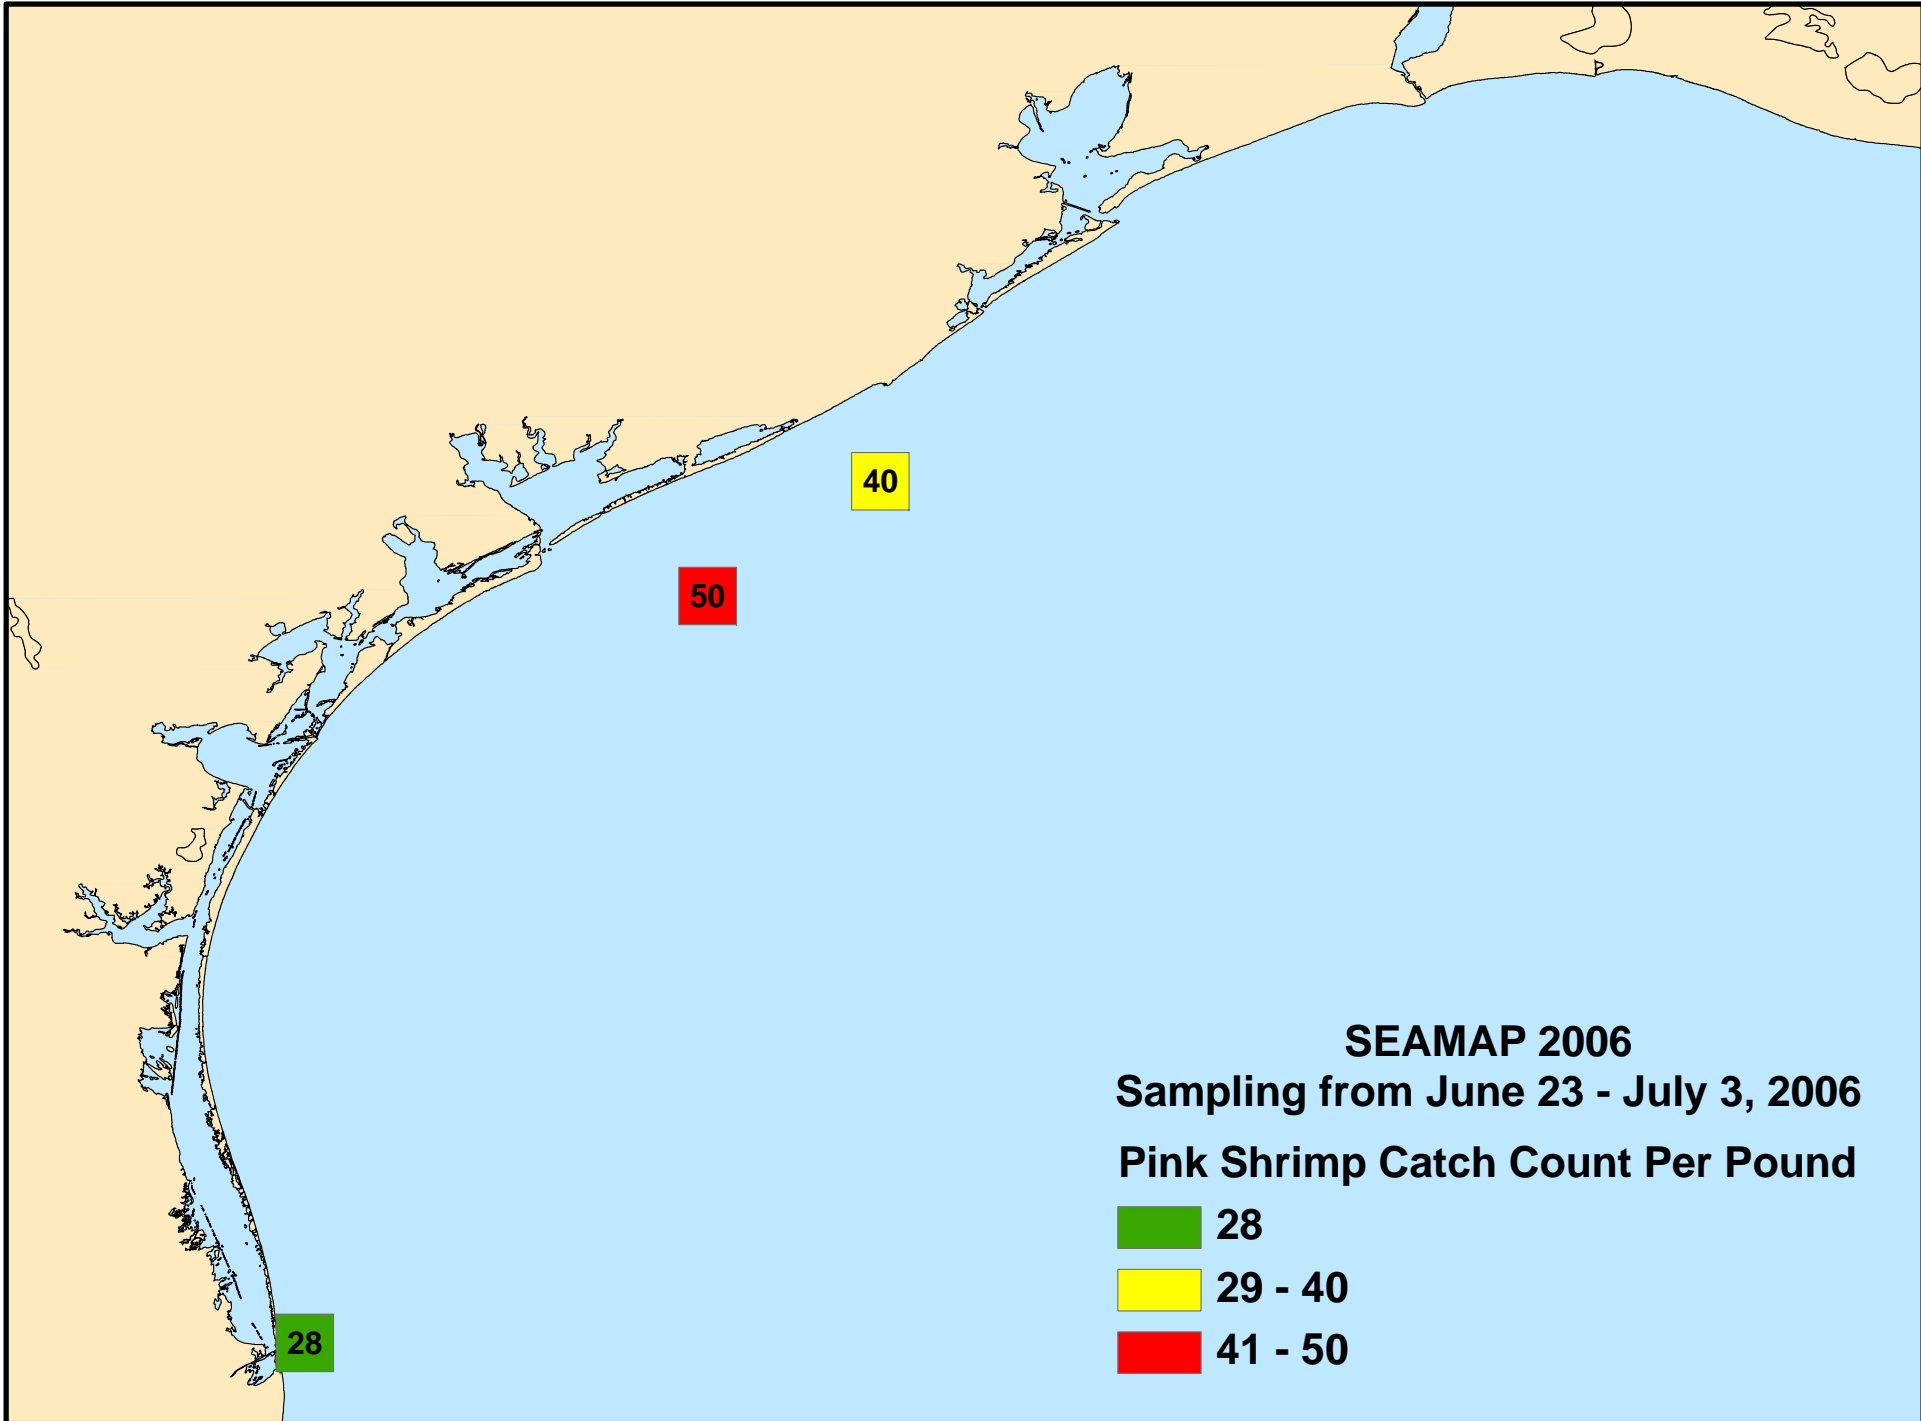 40
50
SEAMAP 2006
Sampling from June 23 - July 3, 2006
Pink Shrimp Catch Count Per Pound
28
29 - 40
41 - 50
28